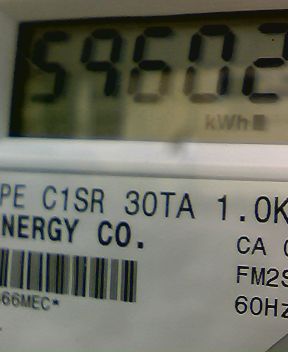 59602
kWh
PE C1SR 30TA 1.0K
NERGY CO.
CA
66MEC*
FM2S
60Hz